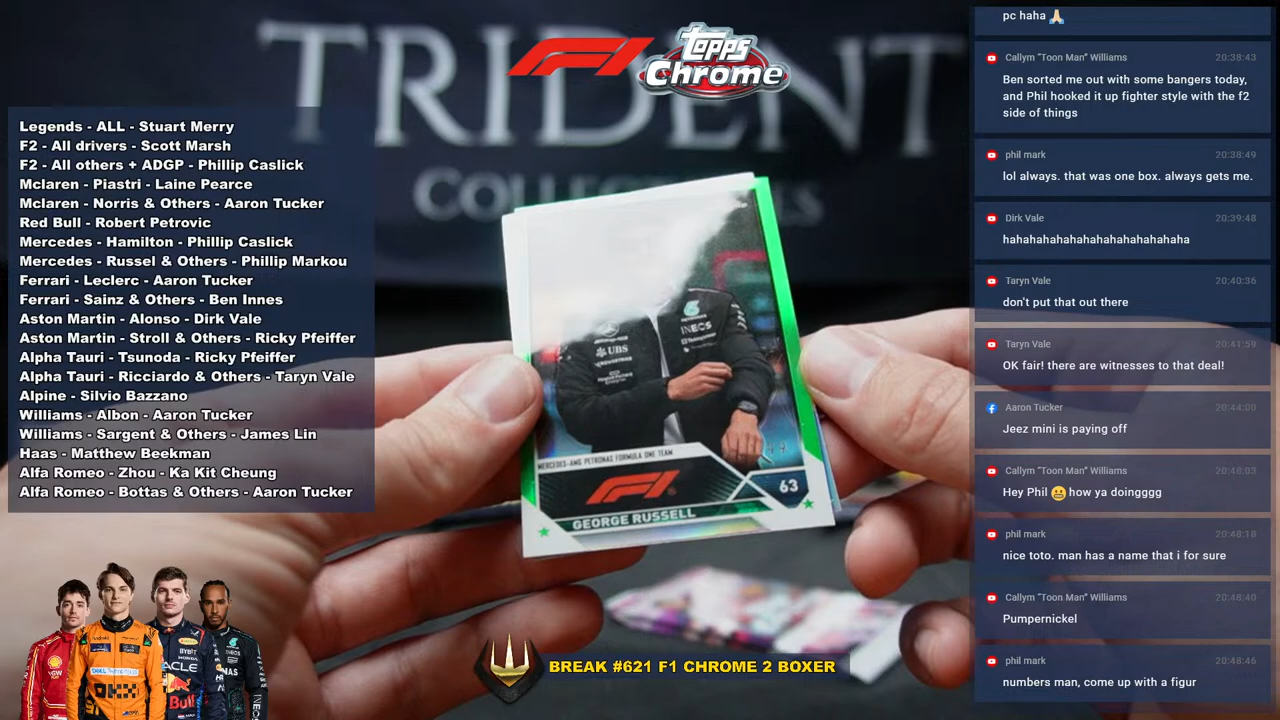 TRIDENT
COLLECTABLES
F1
TOPPS
Chrome
Legends - ALL - Stuart Merry
F2 - All drivers - Scott Marsh
F2 - All others + ADGP - Phillip Caslick
Mclaren - Piastri - Laine Pearce
Mclaren - Norris & Others - Aaron Tucker
Red Bull - Robert Petrovic
Mercedes - Hamilton - Phillip Caslick
Mercedes - Russel & Others - Phillip Markou
Ferrari - Leclerc - Aaron Tucker
Ferrari - Sainz & Others - Ben Innes
Aston Martin - Alonso - Dirk Vale
Aston Martin - Stroll & Others - Ricky Pfeiffer
Alpha Tauri - Tsunoda - Ricky Pfeiffer
Alpha Tauri - Ricciardo & Others - Taryn Vale
Alpine - Silvio Bazzano
Williams - Albon - Aaron Tucker
Williams - Sargent & Others - James Lin
Haas - Matthew Beekman
Alfa Romeo - Zhou - Ka Kit Cheung
Alfa Romeo - Bottas & Others - Aaron Tucker
UBS
INEOS
MERCEDES-AMG PETRONAS FORMULA ONE TEAM
F1
63
GEORGE RUSSELL
BREAK #621 F1 CHROME 2 BOXER
pc haha 🙏
Callym “Toon Man” Williams 20:38:43
Ben sorted me out with some bangers today,
and Phil hooked it up fighter style with the f2
side of things
phil mark 20:38:49
lol always. that was one box. always gets me.
Dirk Vale 20:39:48
hahahahahahahahahahahahaha
Taryn Vale 20:40:36
don't put that out there
Taryn Vale 20:41:59
OK fair! there are witnesses to that deal!
Aaron Tucker 20:44:00
Jeez mini is paying off
Callym “Toon Man” Williams 20:48:03
Hey Phil 😬 how ya doingggg
phil mark 20:48:18
nice toto. man has a name that i for sure
Callym “Toon Man” Williams 20:48:40
Pumpernickel
phil mark 20:48:46
numbers man, come up with a figur